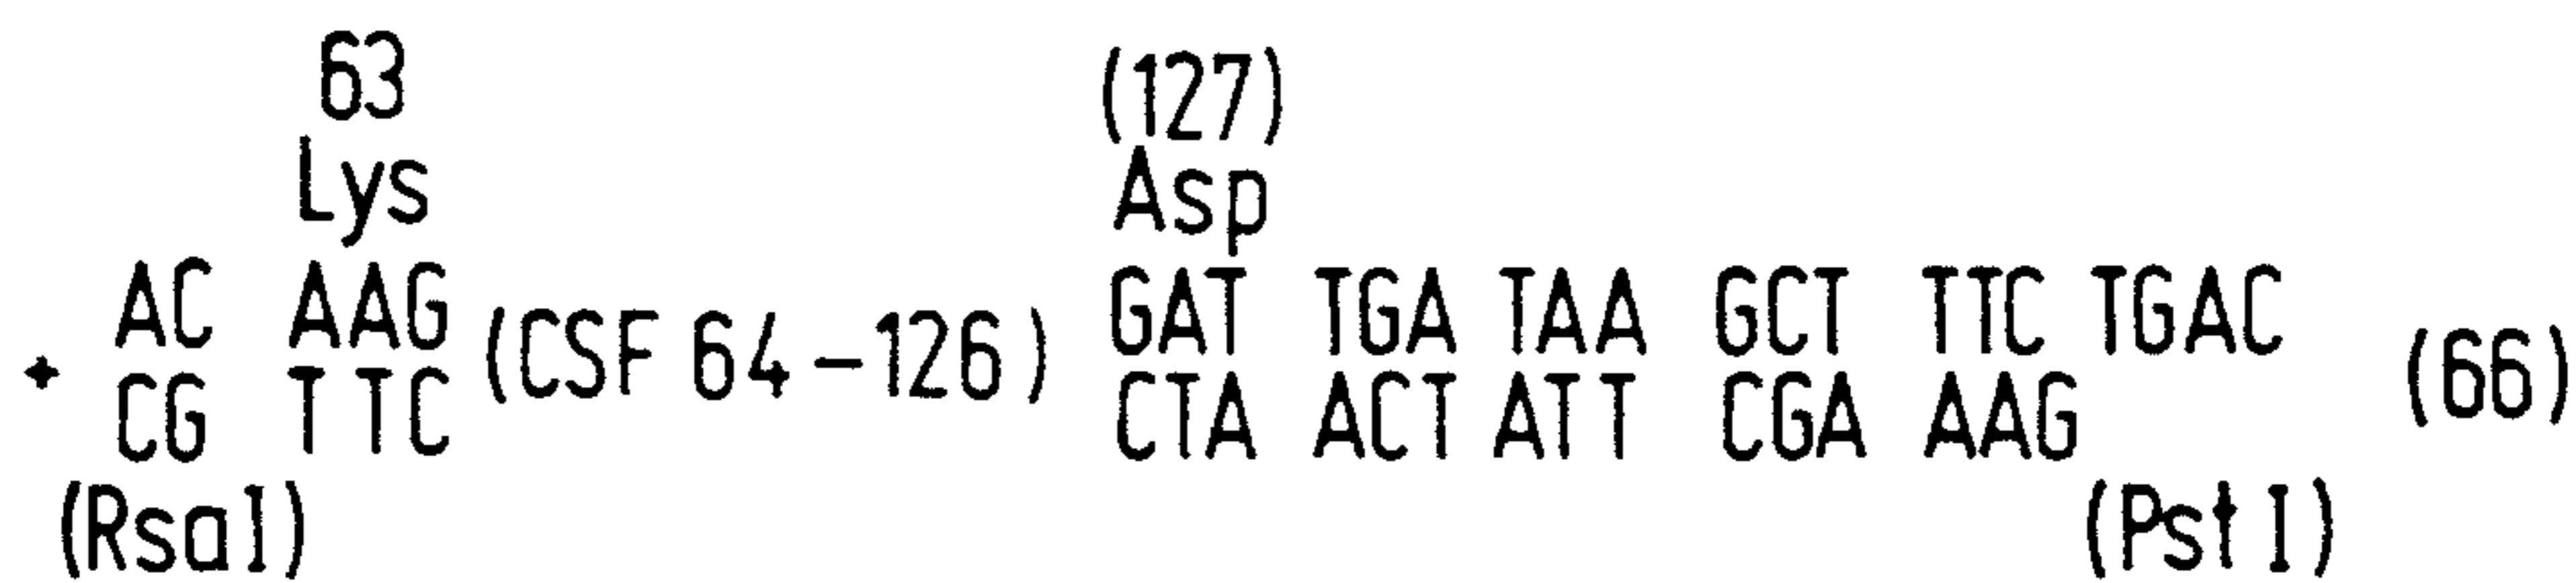 63 (127)
Lys Asp
AC AAG GAT TGA TAA GCT TTC TGAC
+ (CSF 64-126) (66)
CG TTC CTA ACT ATT CGA AAG
(RsaI) (Pst I)